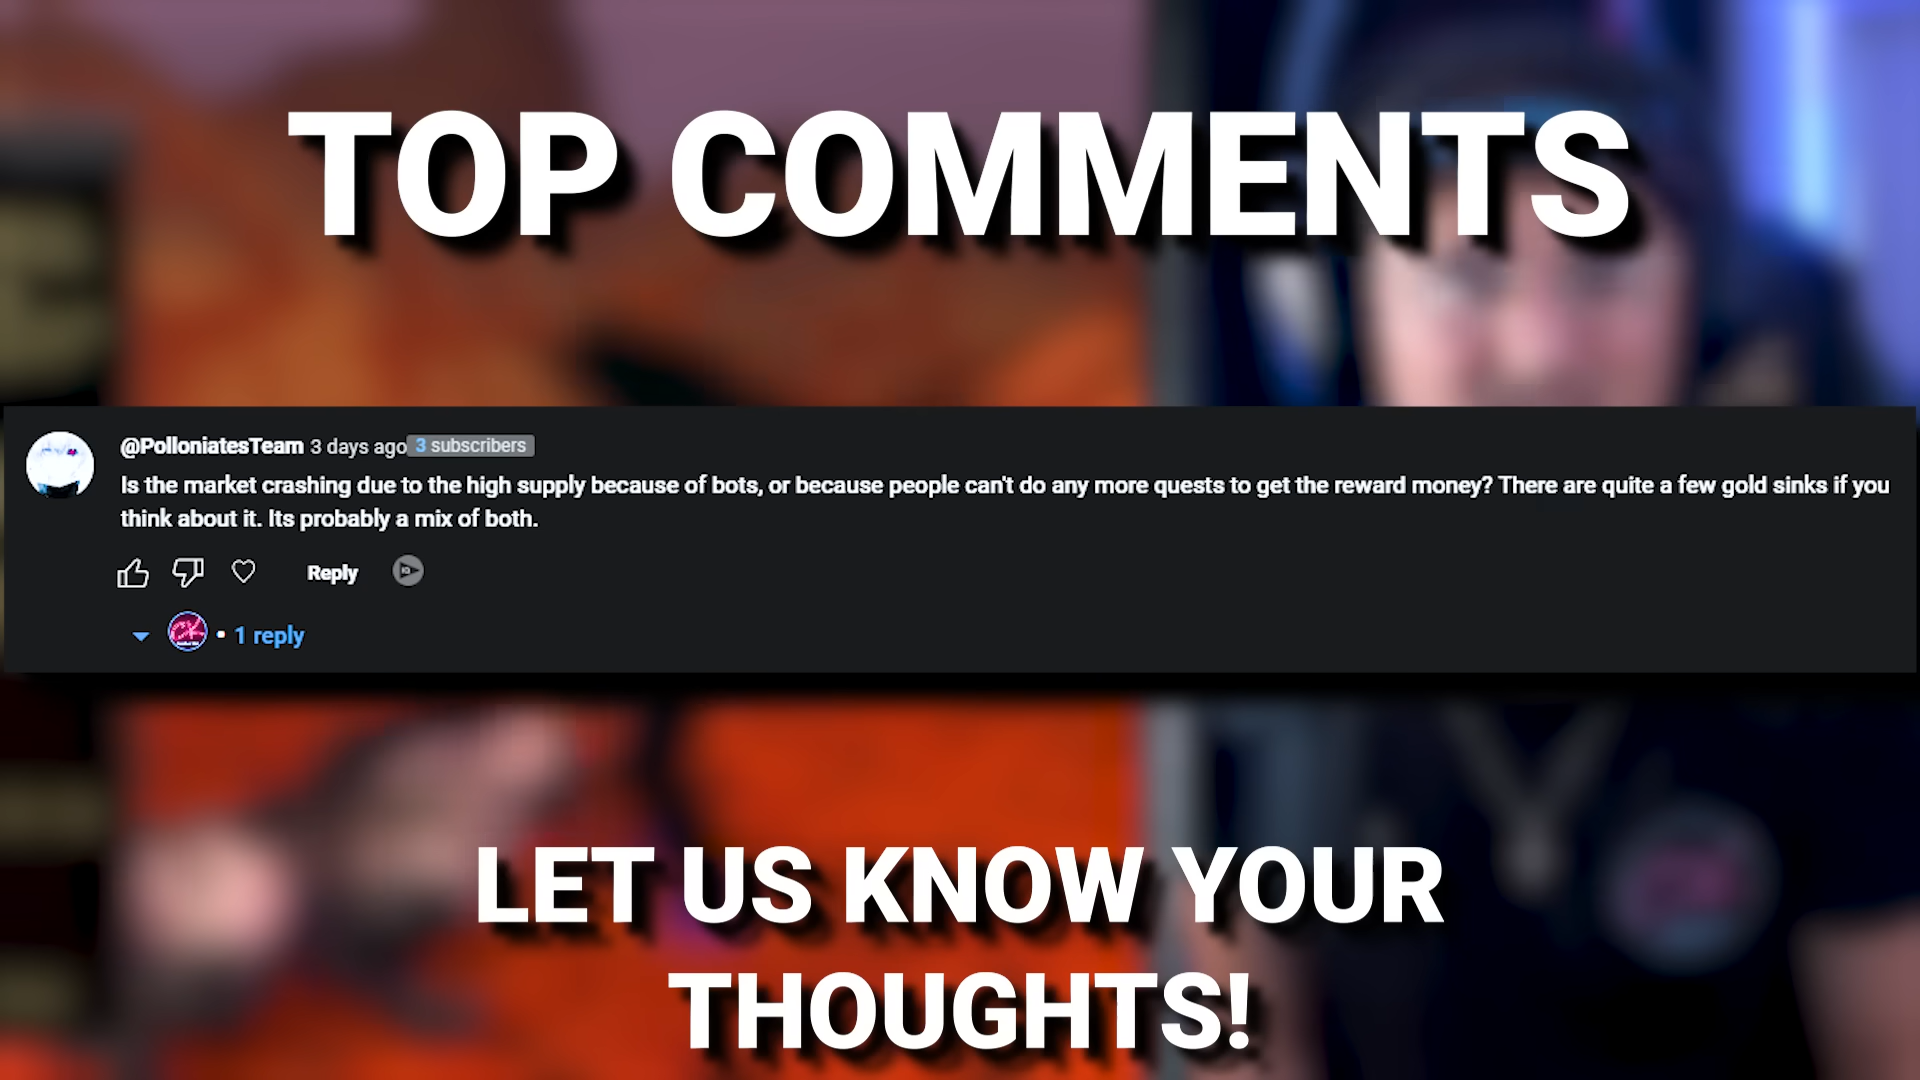 TOP COMMENTS
@PolloniatesTeam 3 days ago 3 subscribers
Is the market crashing due to the high supply because of bots, or because people can't do any more quests to get the reward money? There are quite a few gold sinks if you
think about it. Its probably a mix of both.
Reply
• 1 reply
LET US KNOW YOUR
THOUGHTS!